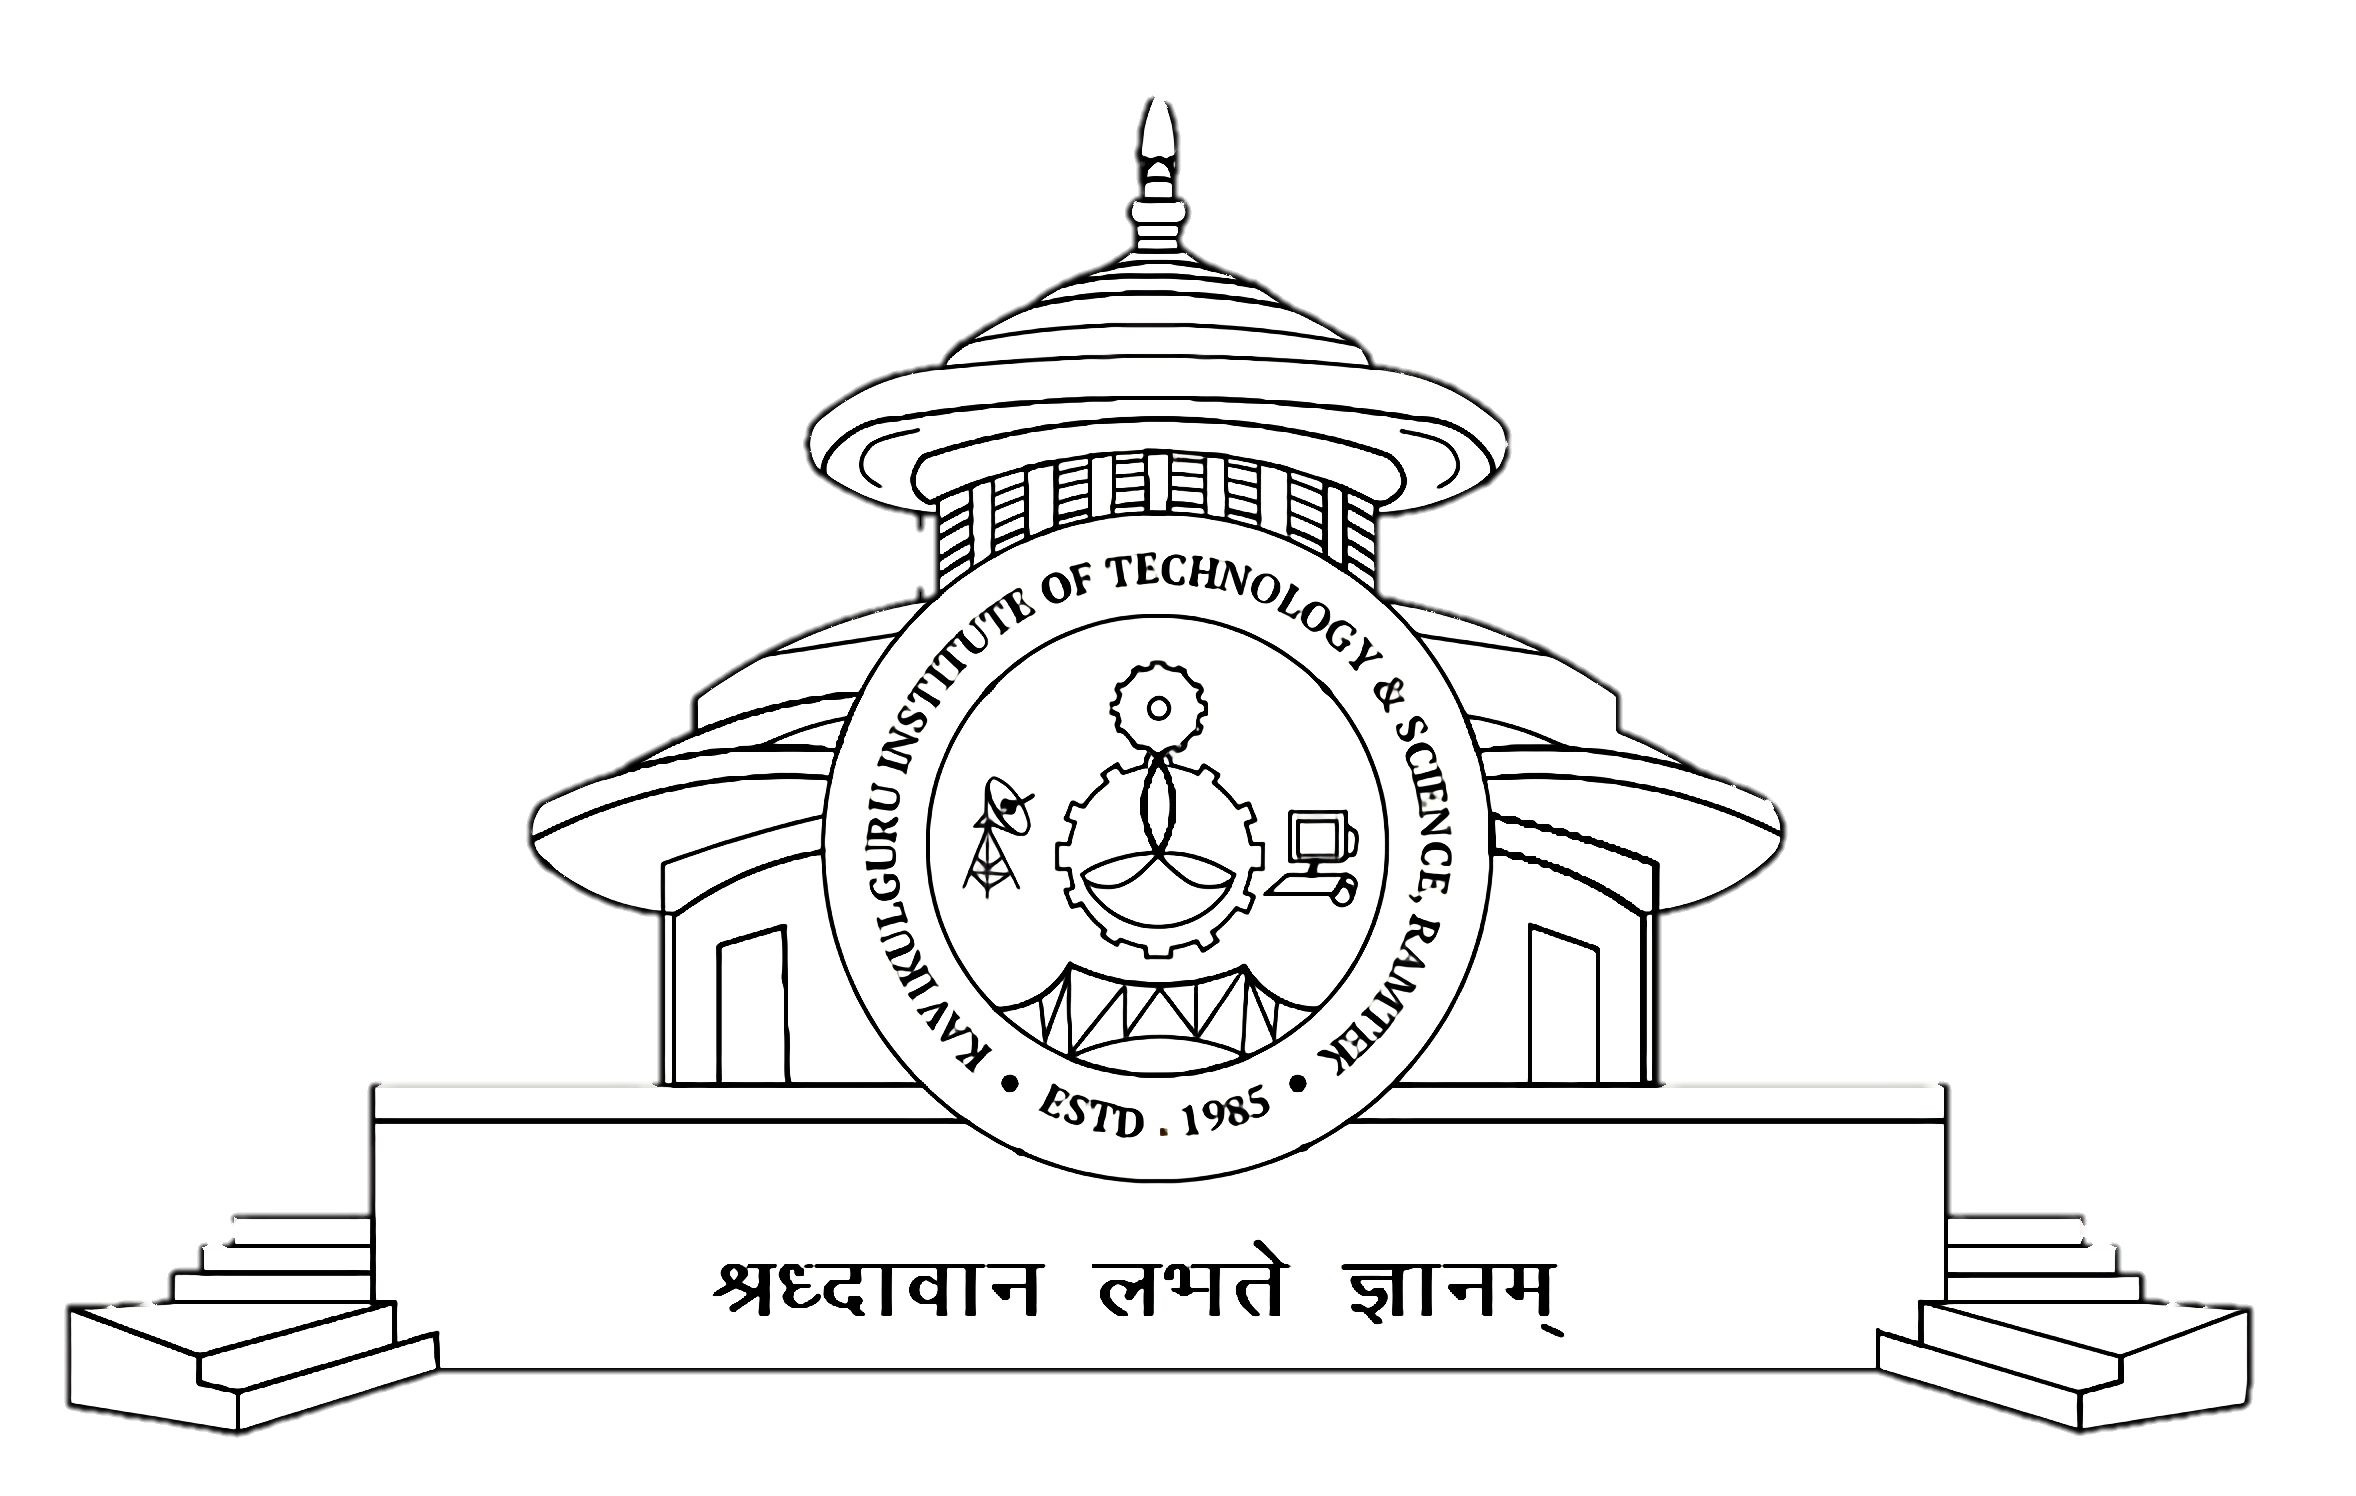 KAVIKULGURU INSTITUTE OF TECHNOLOGY & SCIENCE, RAMTEK
• ESTD . 1985 •
श्रध्दावान लभते ज्ञानम्